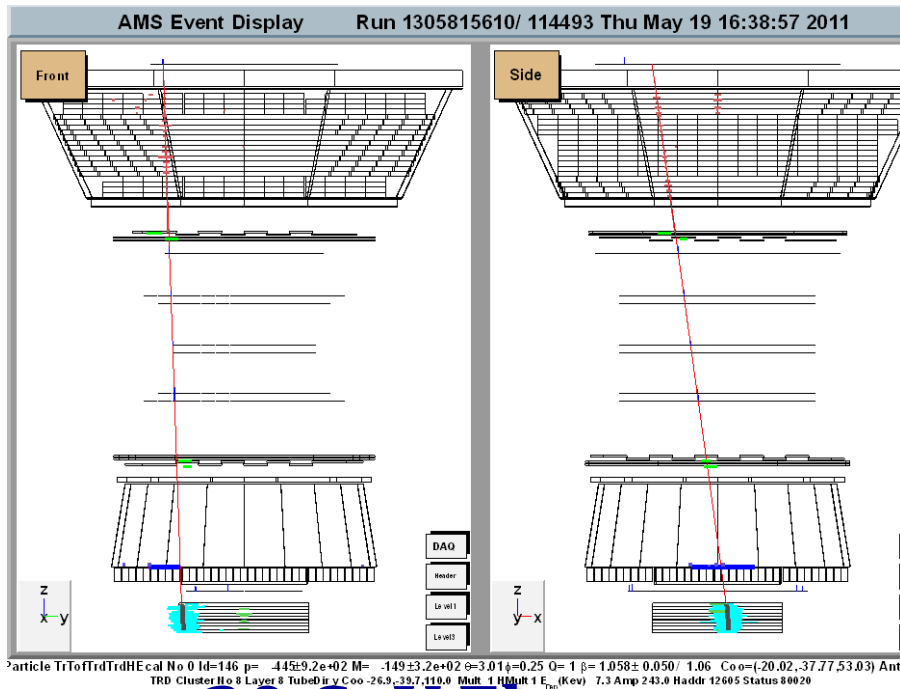 AMS Event Display Run 1305815610/ 114493 Thu May 19 16:38:57 2011
Front
Side
DAQ
Header
Level1
Level3
z
x y
z
y x
Particle TrTofTrdTrdHEcal No 0 Id=146 p= -445±9.2e+02 M= -149±3.2e+02 θ=3.01 φ=0.25 Q= 1 β= 1.058± 0.050/ 1.06 Coo=(-20.02,-37.77,53.03) Ant
TRD Cluster No 8 Layer 8 TubeDir y Coo -26.9,-39.7,110.0 Mult 1 HMult 1 E Dep (Kev) 7.3 Amp 243.0 Haddr 12605 Status 80020